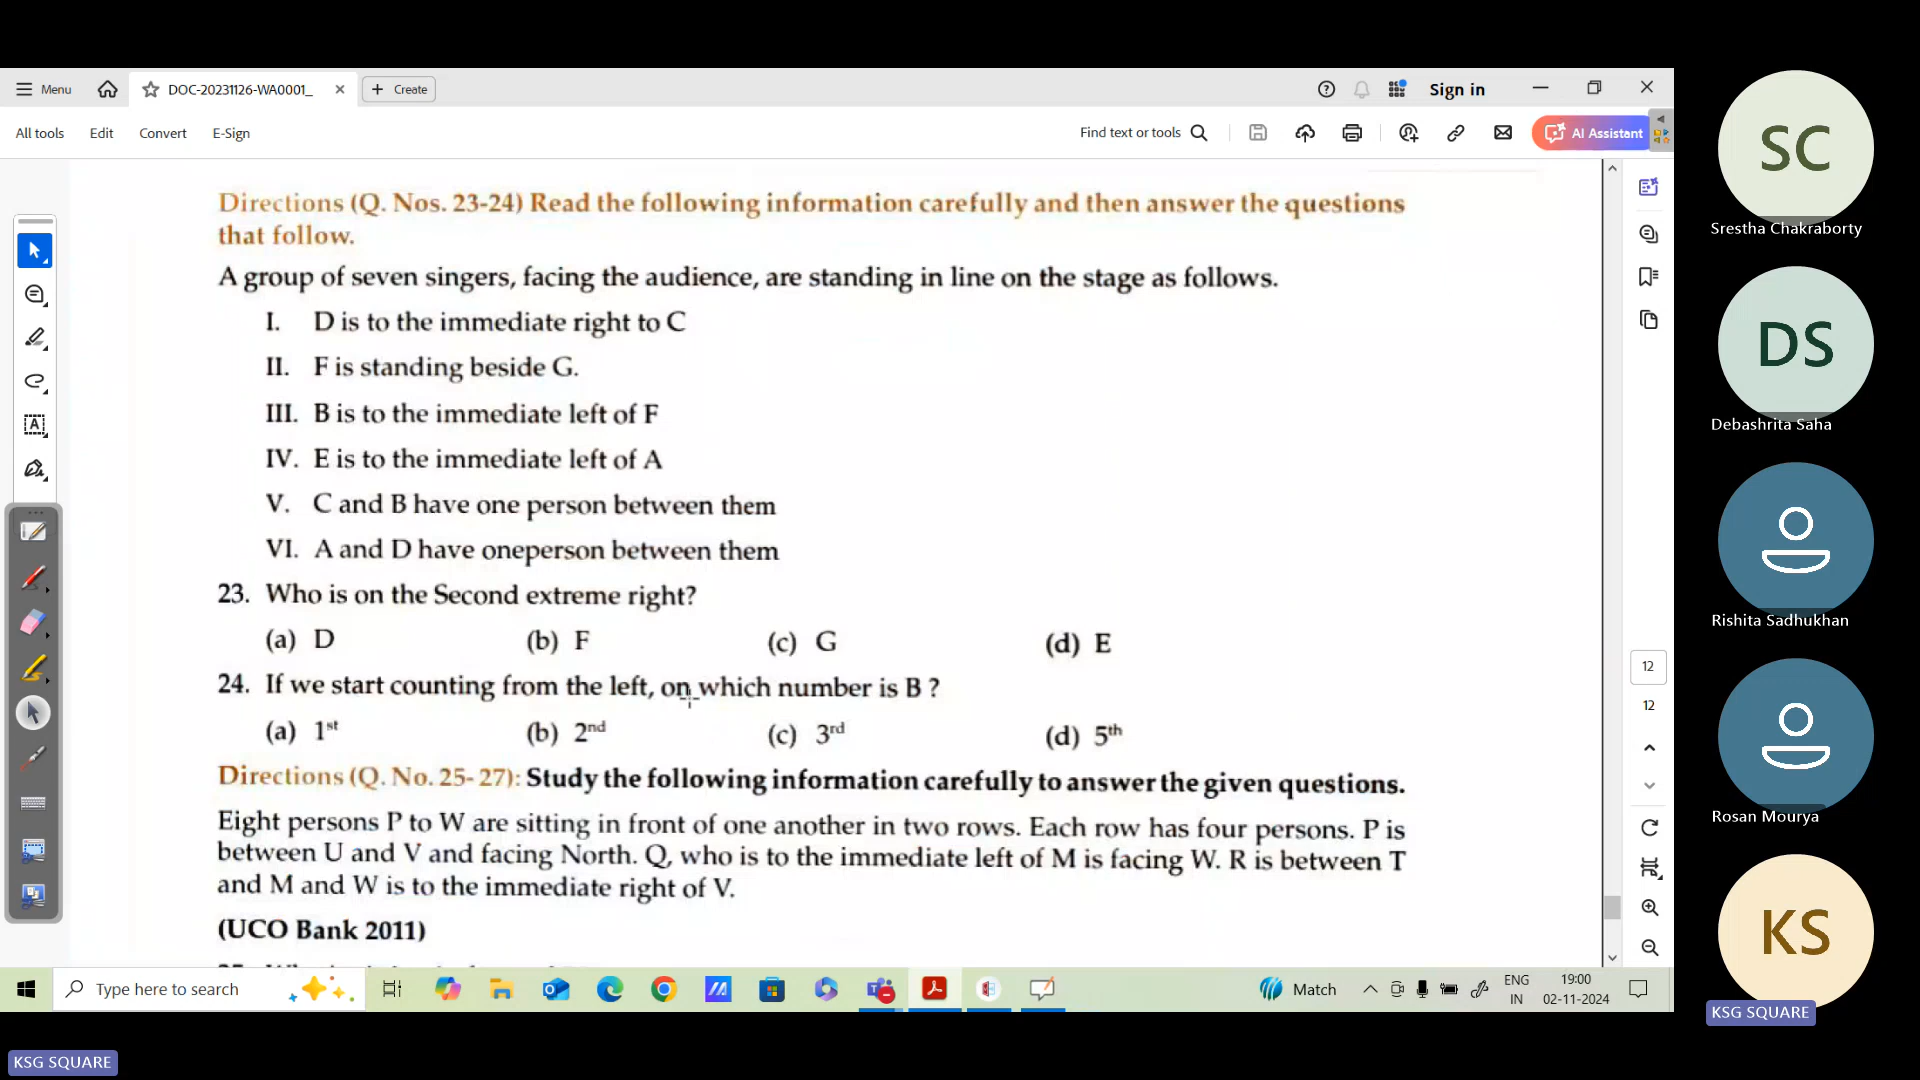 Menu
DOC-20231126-WA0001_
Create
Sign in
All tools
Edit
Convert
E-Sign
Find text or tools
AI Assistant
Directions (Q. Nos. 23-24) Read the following information carefully and then answer the questions
that follow.
A group of seven singers, facing the audience, are standing in line on the stage as follows.
I. D is to the immediate right to C
II. F is standing beside G.
III. B is to the immediate left of F
IV. E is to the immediate left of A
V. C and B have one person between them
VI. A and D have oneperson between them
23. Who is on the Second extreme right?
(a) D (b) F (c) G (d) E
24. If we start counting from the left, on which number is B ?
(a) 1st (b) 2nd (c) 3rd (d) 5th
Directions (Q. No. 25- 27): Study the following information carefully to answer the given questions.
Eight persons P to W are sitting in front of one another in two rows. Each row has four persons. P is
between U and V and facing North. Q, who is to the immediate left of M is facing W. R is between T
and M and W is to the immediate right of V.
(UCO Bank 2011)
12
12
Type here to search
Match
ENG
IN
19:00
02-11-2024
SC
Srestha Chakraborty
DS
Debashrita Saha
Rishita Sadhukhan
Rosan Mourya
KS
KSG SQUARE
KSG SQUARE